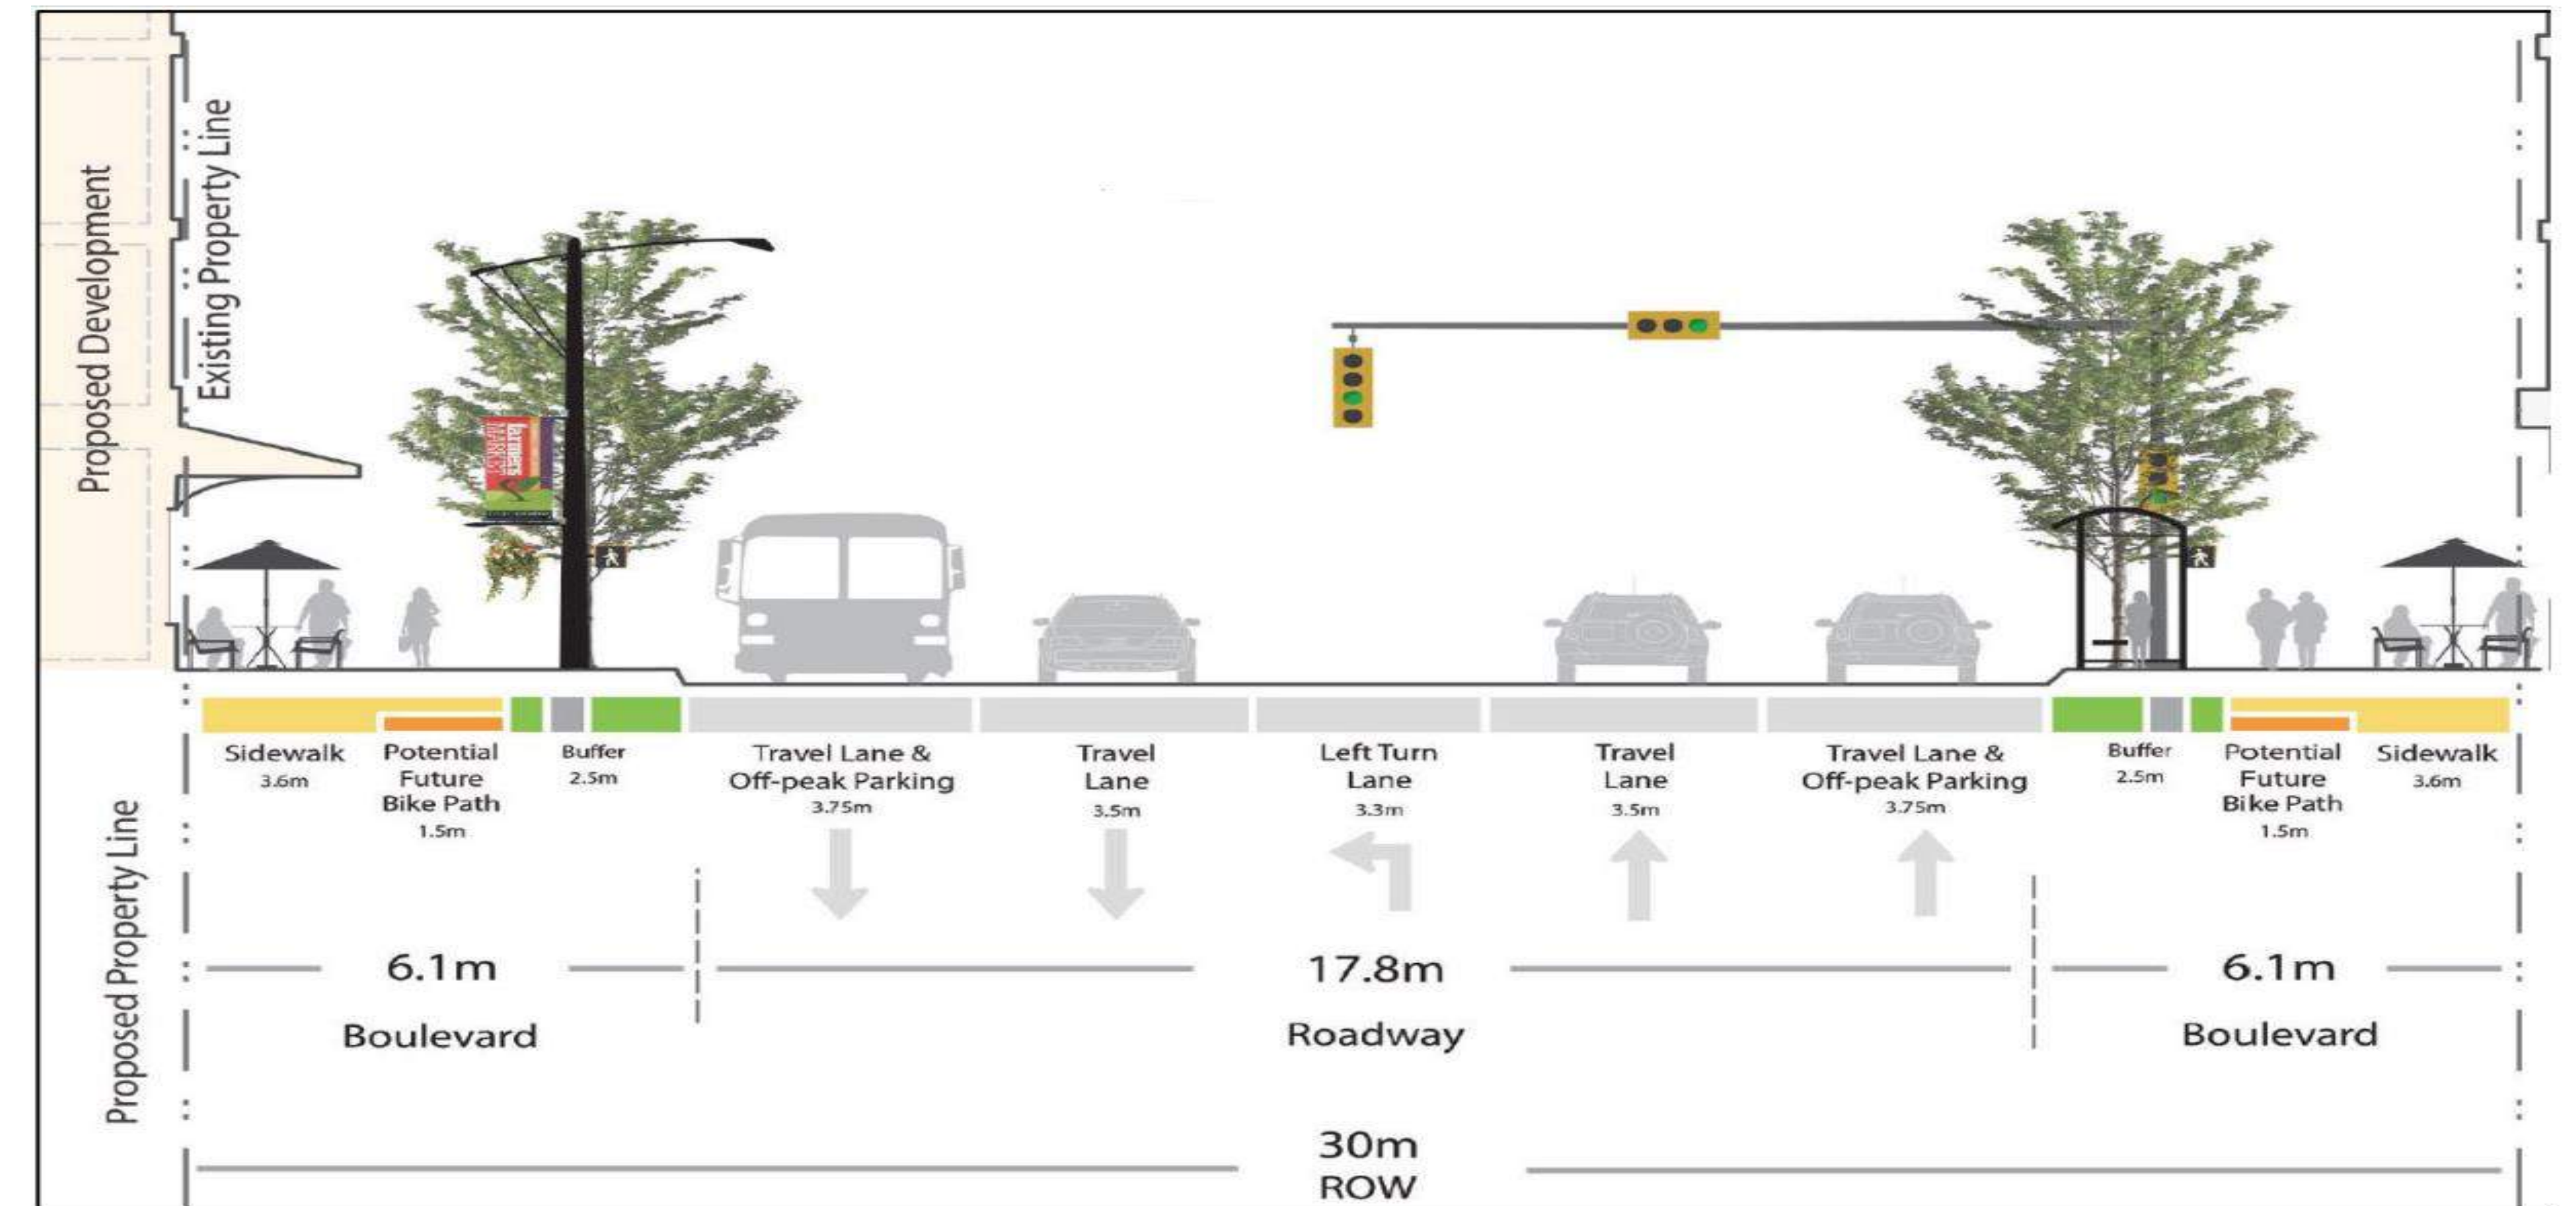 Proposed Development
Existing Property Line
farmers
MARKET
Sidewalk
3.6m
Potential
Future
Bike Path
1.5m
Buffer
2.5m
Travel Lane &
Off-peak Parking
3.75m
Travel
Lane
3.5m
Left Turn
Lane
3.3m
Travel
Lane
3.5m
Travel Lane &
Off-peak Parking
3.75m
Buffer
2.5m
Potential
Future
Bike Path
1.5m
Sidewalk
3.6m
Proposed Property Line
6.1m
Boulevard
17.8m
Roadway
6.1m
Boulevard
30m
ROW